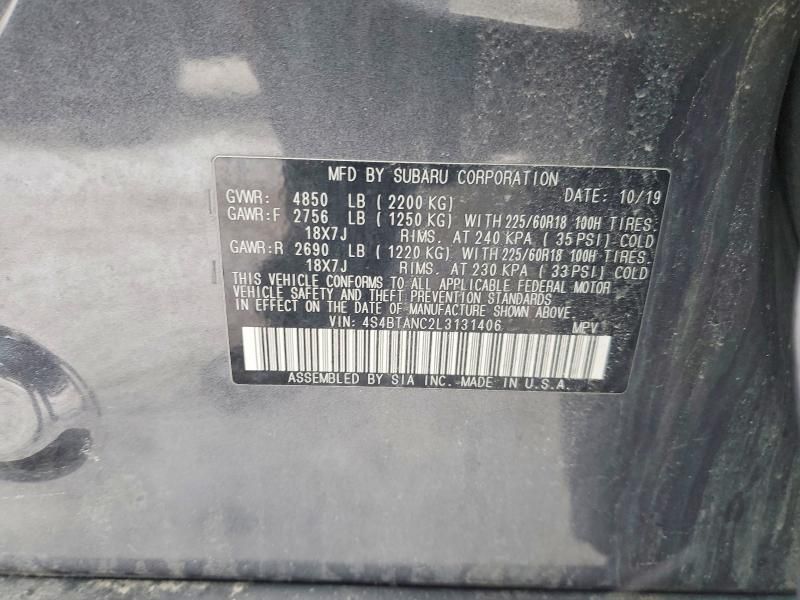 MFD BY SUBARU CORPORATION DATE: 10/19
GVWR: 4850 LB ( 2200 KG)
GAWR:F 2756 LB ( 1250 KG) WITH 225/60R18 100H TIRES.
18X7J RIMS. AT 240 KPA ( 35 PSI) COLD
GAWR:R 2690 LB ( 1220 KG) WITH 225/60R18 100H TIRES.
18X7J RIMS. AT 230 KPA ( 33 PSI) COLD
THIS VEHICLE CONFORMS TO ALL APPLICABLE FEDERAL MOTOR
VEHICLE SAFETY AND THEFT PREVENTION STANDARDS
IN EFFECT ON THE DATE OF MANUFACTURE SHOWN ABOVE.
VIN: 4S4BTANC2L3131406 MPV
ASSEMBLED BY SIA INC. MADE IN U.S.A.